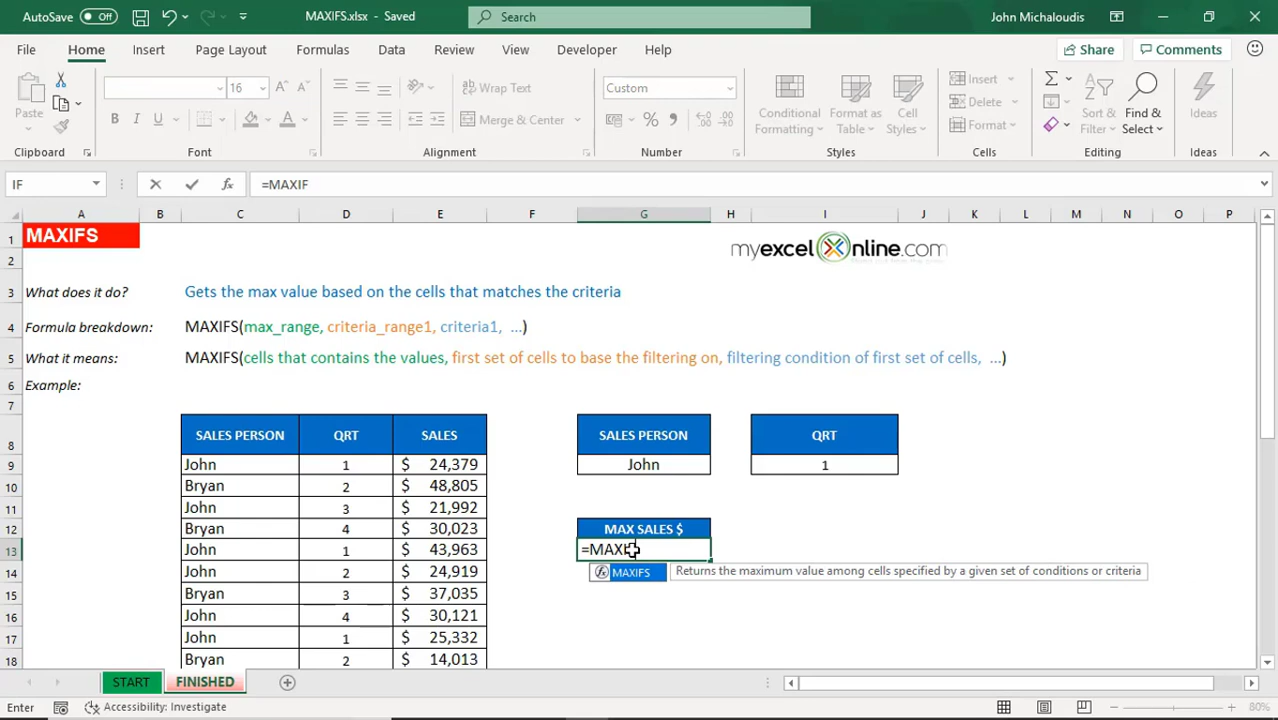 AutoSave Off MAXIFS.xlsx - Saved Search John Michaloudis
File Home Insert Page Layout Formulas Data Review View Developer Help Share Comments
Paste 16 Wrap Text Custom Conditional Format as Cell Insert Sort & Find & Ideas
Merge & Center Formatting Table Styles Delete Filter Select
Format
Clipboard Font Alignment Number Styles Cells Editing Ideas
IF =MAXIF
A B C D E F G H I J K L M N O P
1 MAXIFS myexcelOnline.com
2
3 What does it do? Gets the max value based on the cells that matches the criteria
4 Formula breakdown: MAXIFS(max_range, criteria_range1, criteria1, ...)
5 What it means: MAXIFS(cells that contains the values, first set of cells to base the filtering on, filtering condition of first set of cells, ...)
6 Example:
7
8 SALES PERSON QRT SALES SALES PERSON QRT
9 John 1 $ 24,379 John 1
10 Bryan 2 $ 48,805
11 John 3 $ 21,992
12 Bryan 4 $ 30,023 MAX SALES $
13 John 1 $ 43,963 =MAXIF
14 John 2 $ 24,919 MAXIFS Returns the maximum value among cells specified by a given set of conditions or criteria
15 Bryan 3 $ 37,035
16 John 4 $ 30,121
17 John 1 $ 25,332
18 Bryan 2 $ 14,013
START FINISHED
Enter Accessibility: Investigate 80%